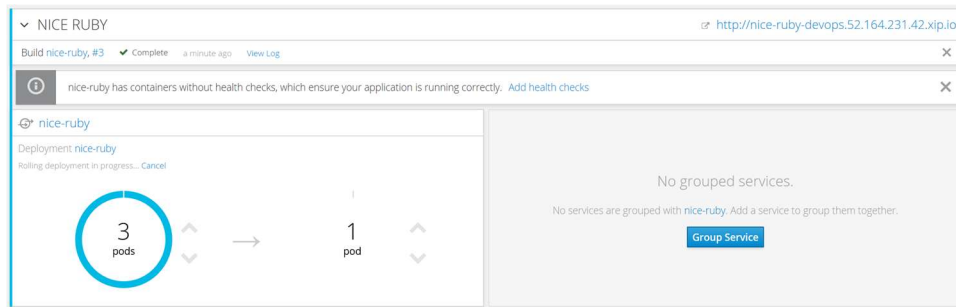 NICE RUBY
http://nice-ruby-devops.52.164.231.42.xip.io
Build nice-ruby, #3 Complete a minute ago View Log
nice-ruby has containers without health checks, which ensure your application is running correctly. Add health checks
nice-ruby
Deployment nice-ruby
Rolling deployment in progress... Cancel
3
pods
1
pod
No grouped services.
No services are grouped with nice-ruby. Add a service to group them together.
Group Service